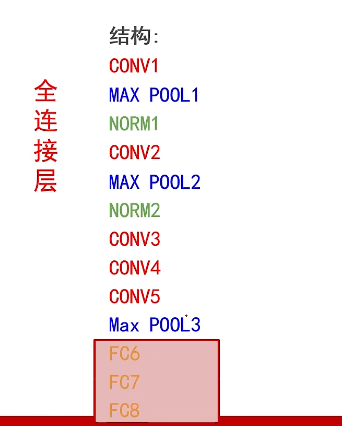 结构:
CONV1
MAX POOL1
NORM1
CONV2
MAX POOL2
NORM2
CONV3
CONV4
CONV5
Max POOL3
FC6
FC7
FC8
全
连
接
层